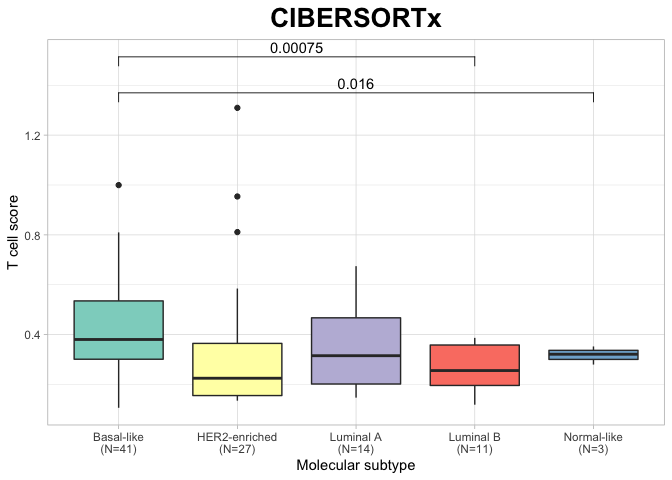 CIBERSORTx
0.00075
0.016
T cell score
1.2
0.8
0.4
Basal-like HER2-enriched Luminal A Luminal B Normal-like
(N=41) (N=27) (N=14) (N=11) (N=3)
Molecular subtype